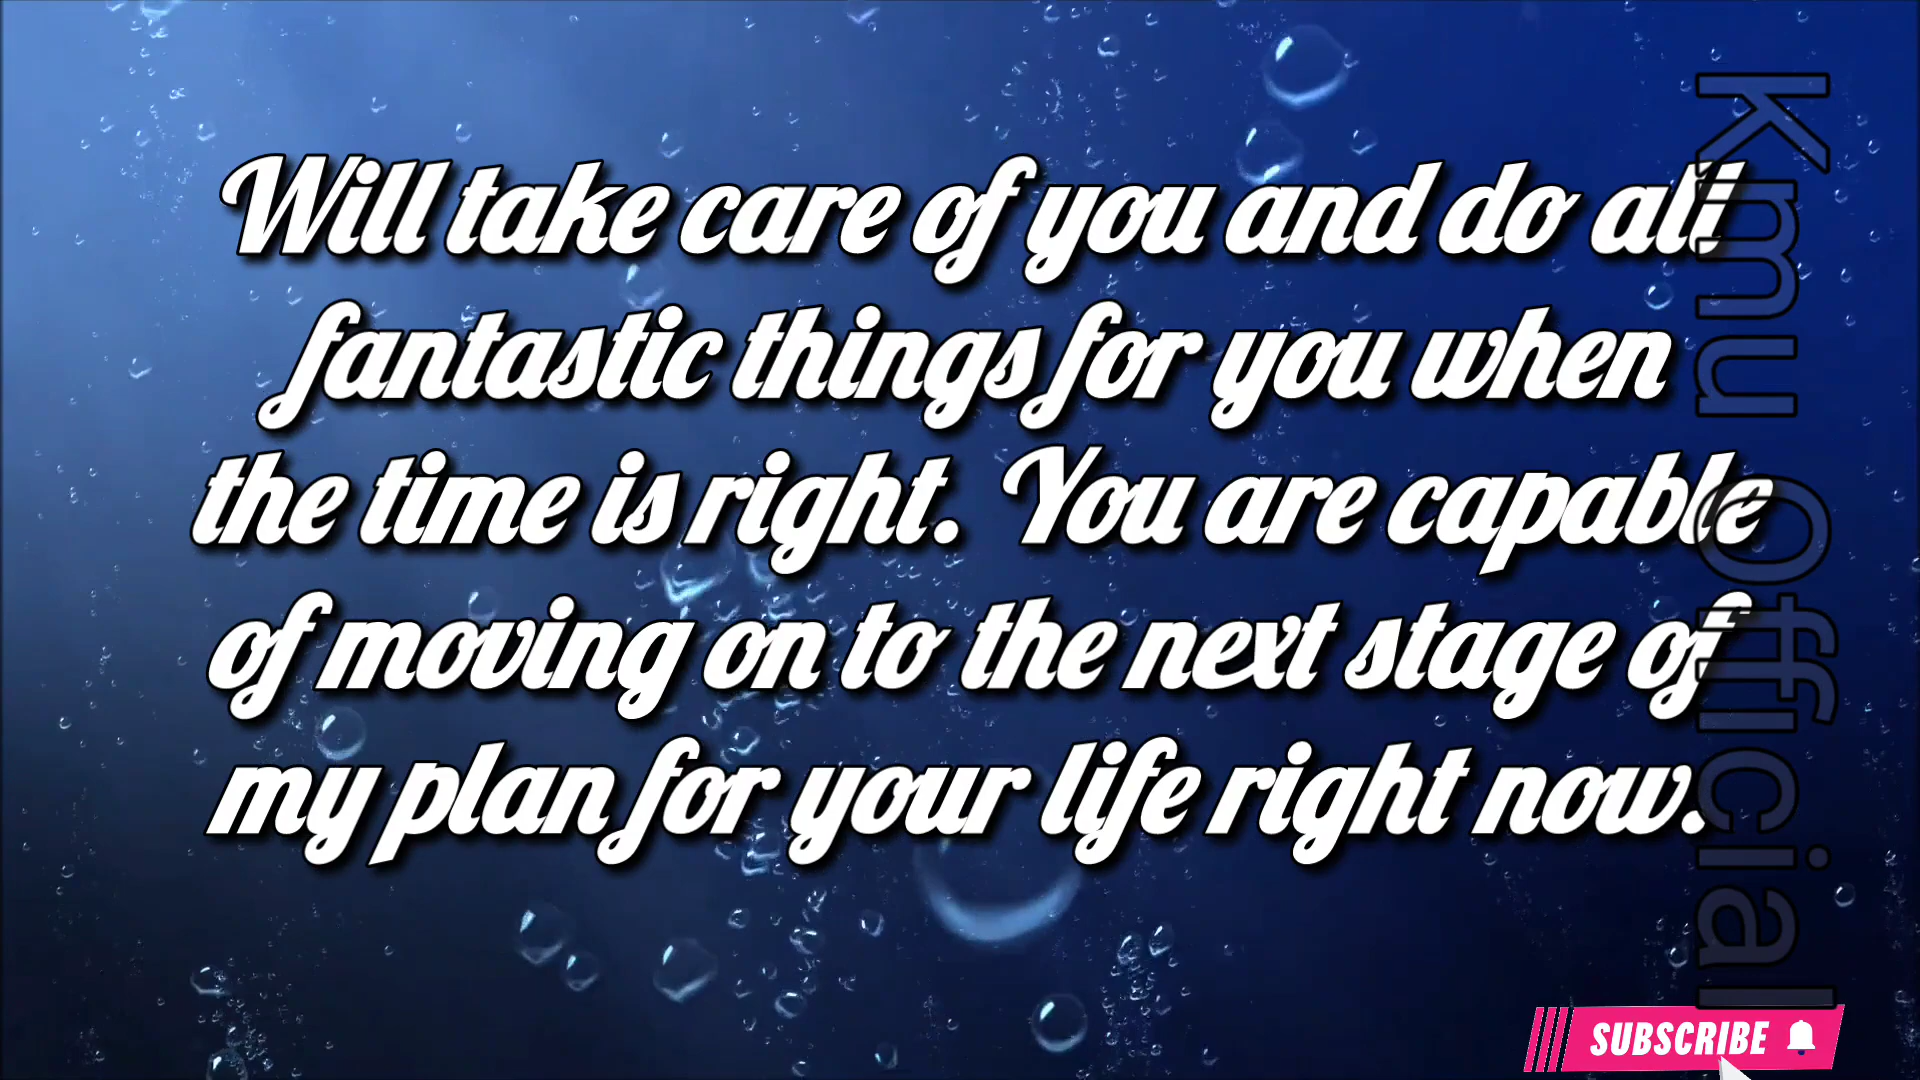 Will take care of you and do all
fantastic things for you when
the time is right. You are capable
of moving on to the next stage of
my plan for your life right now.
Kmu Official
SUBSCRIBE